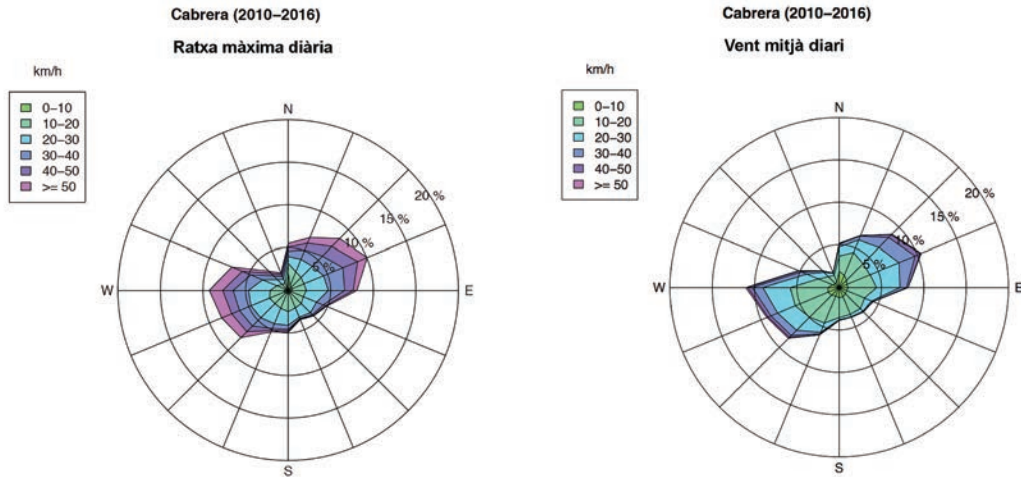 Cabrera (2010–2016)
Ratxa màxima diària
km/h
0–10
10–20
20–30
30–40
40–50
>= 50
N
20 %
15 %
10 %
5 %
W
E
S
Cabrera (2010–2016)
Vent mitjà diari
km/h
0–10
10–20
20–30
30–40
40–50
>= 50
N
20 %
15 %
10 %
5 %
W
E
S